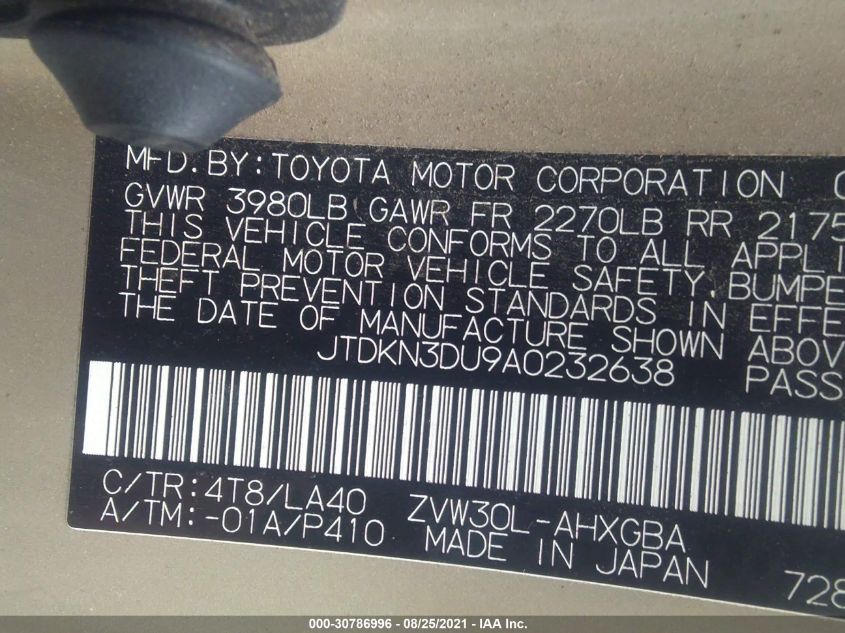 MFD.BY:TOYOTA MOTOR CORPORATION
GVWR 3980LB GAWR FR 2270LB RR 2175
THIS VEHICLE CONFORMS TO ALL APPLI
FEDERAL MOTOR VEHICLE SAFETY,BUMPE
THEFT PREVENTION STANDARDS IN EFFE
THE DATE OF MANUFACTURE SHOWN ABOV
JTDKN3DU9A0232638 PASS
C/TR:4T8/LA40 ZVW30L-AHXGBA
A/TM:-01A/P410 MADE IN JAPAN 728
000-30786996 - 08/25/2021 - IAA Inc.